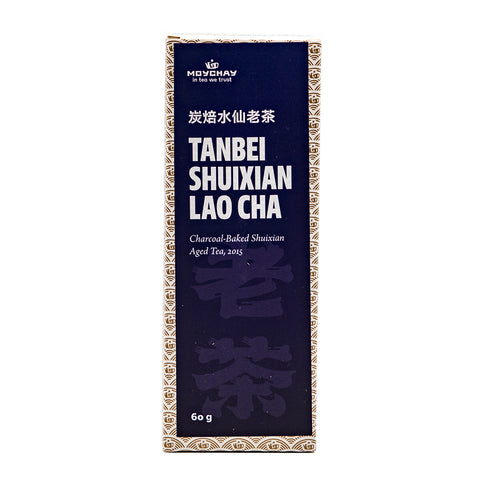 MOYCHAY
in tea we trust
炭焙水仙老茶
TANBEI
SHUIXIAN
LAO CHA
Charcoal-Baked Shuixian
Aged Tea, 2015
老
茶
60 g